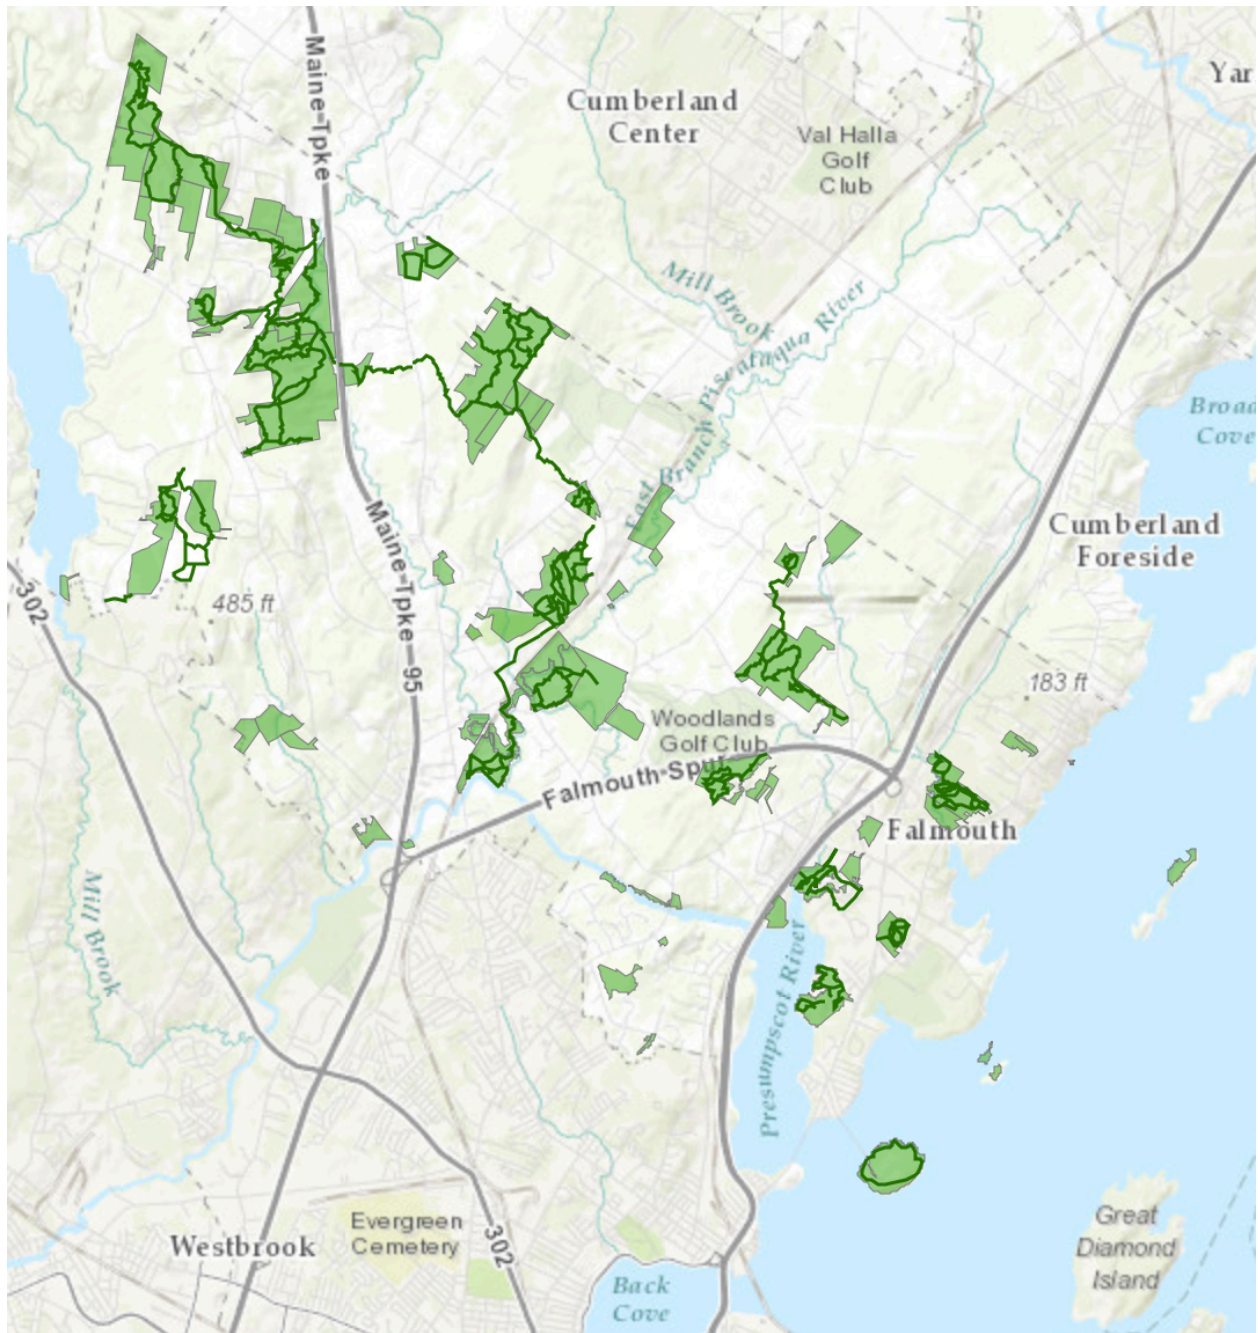 Maine-Tpke
Cumberland
Center
Val Halla
Golf
Club
Yar
Mill Brook
East Branch Piscataqua River
Broad
Cove
Maine-Tpke-95
Cumberland
Foreside
302
485 ft
183 ft
Woodlands
Golf Club
Falmouth-Spur
Falmouth
Mill Brook
Presumpscot River
Evergreen
Cemetery
Westbrook
302
Great
Diamond
Island
Back
Cove